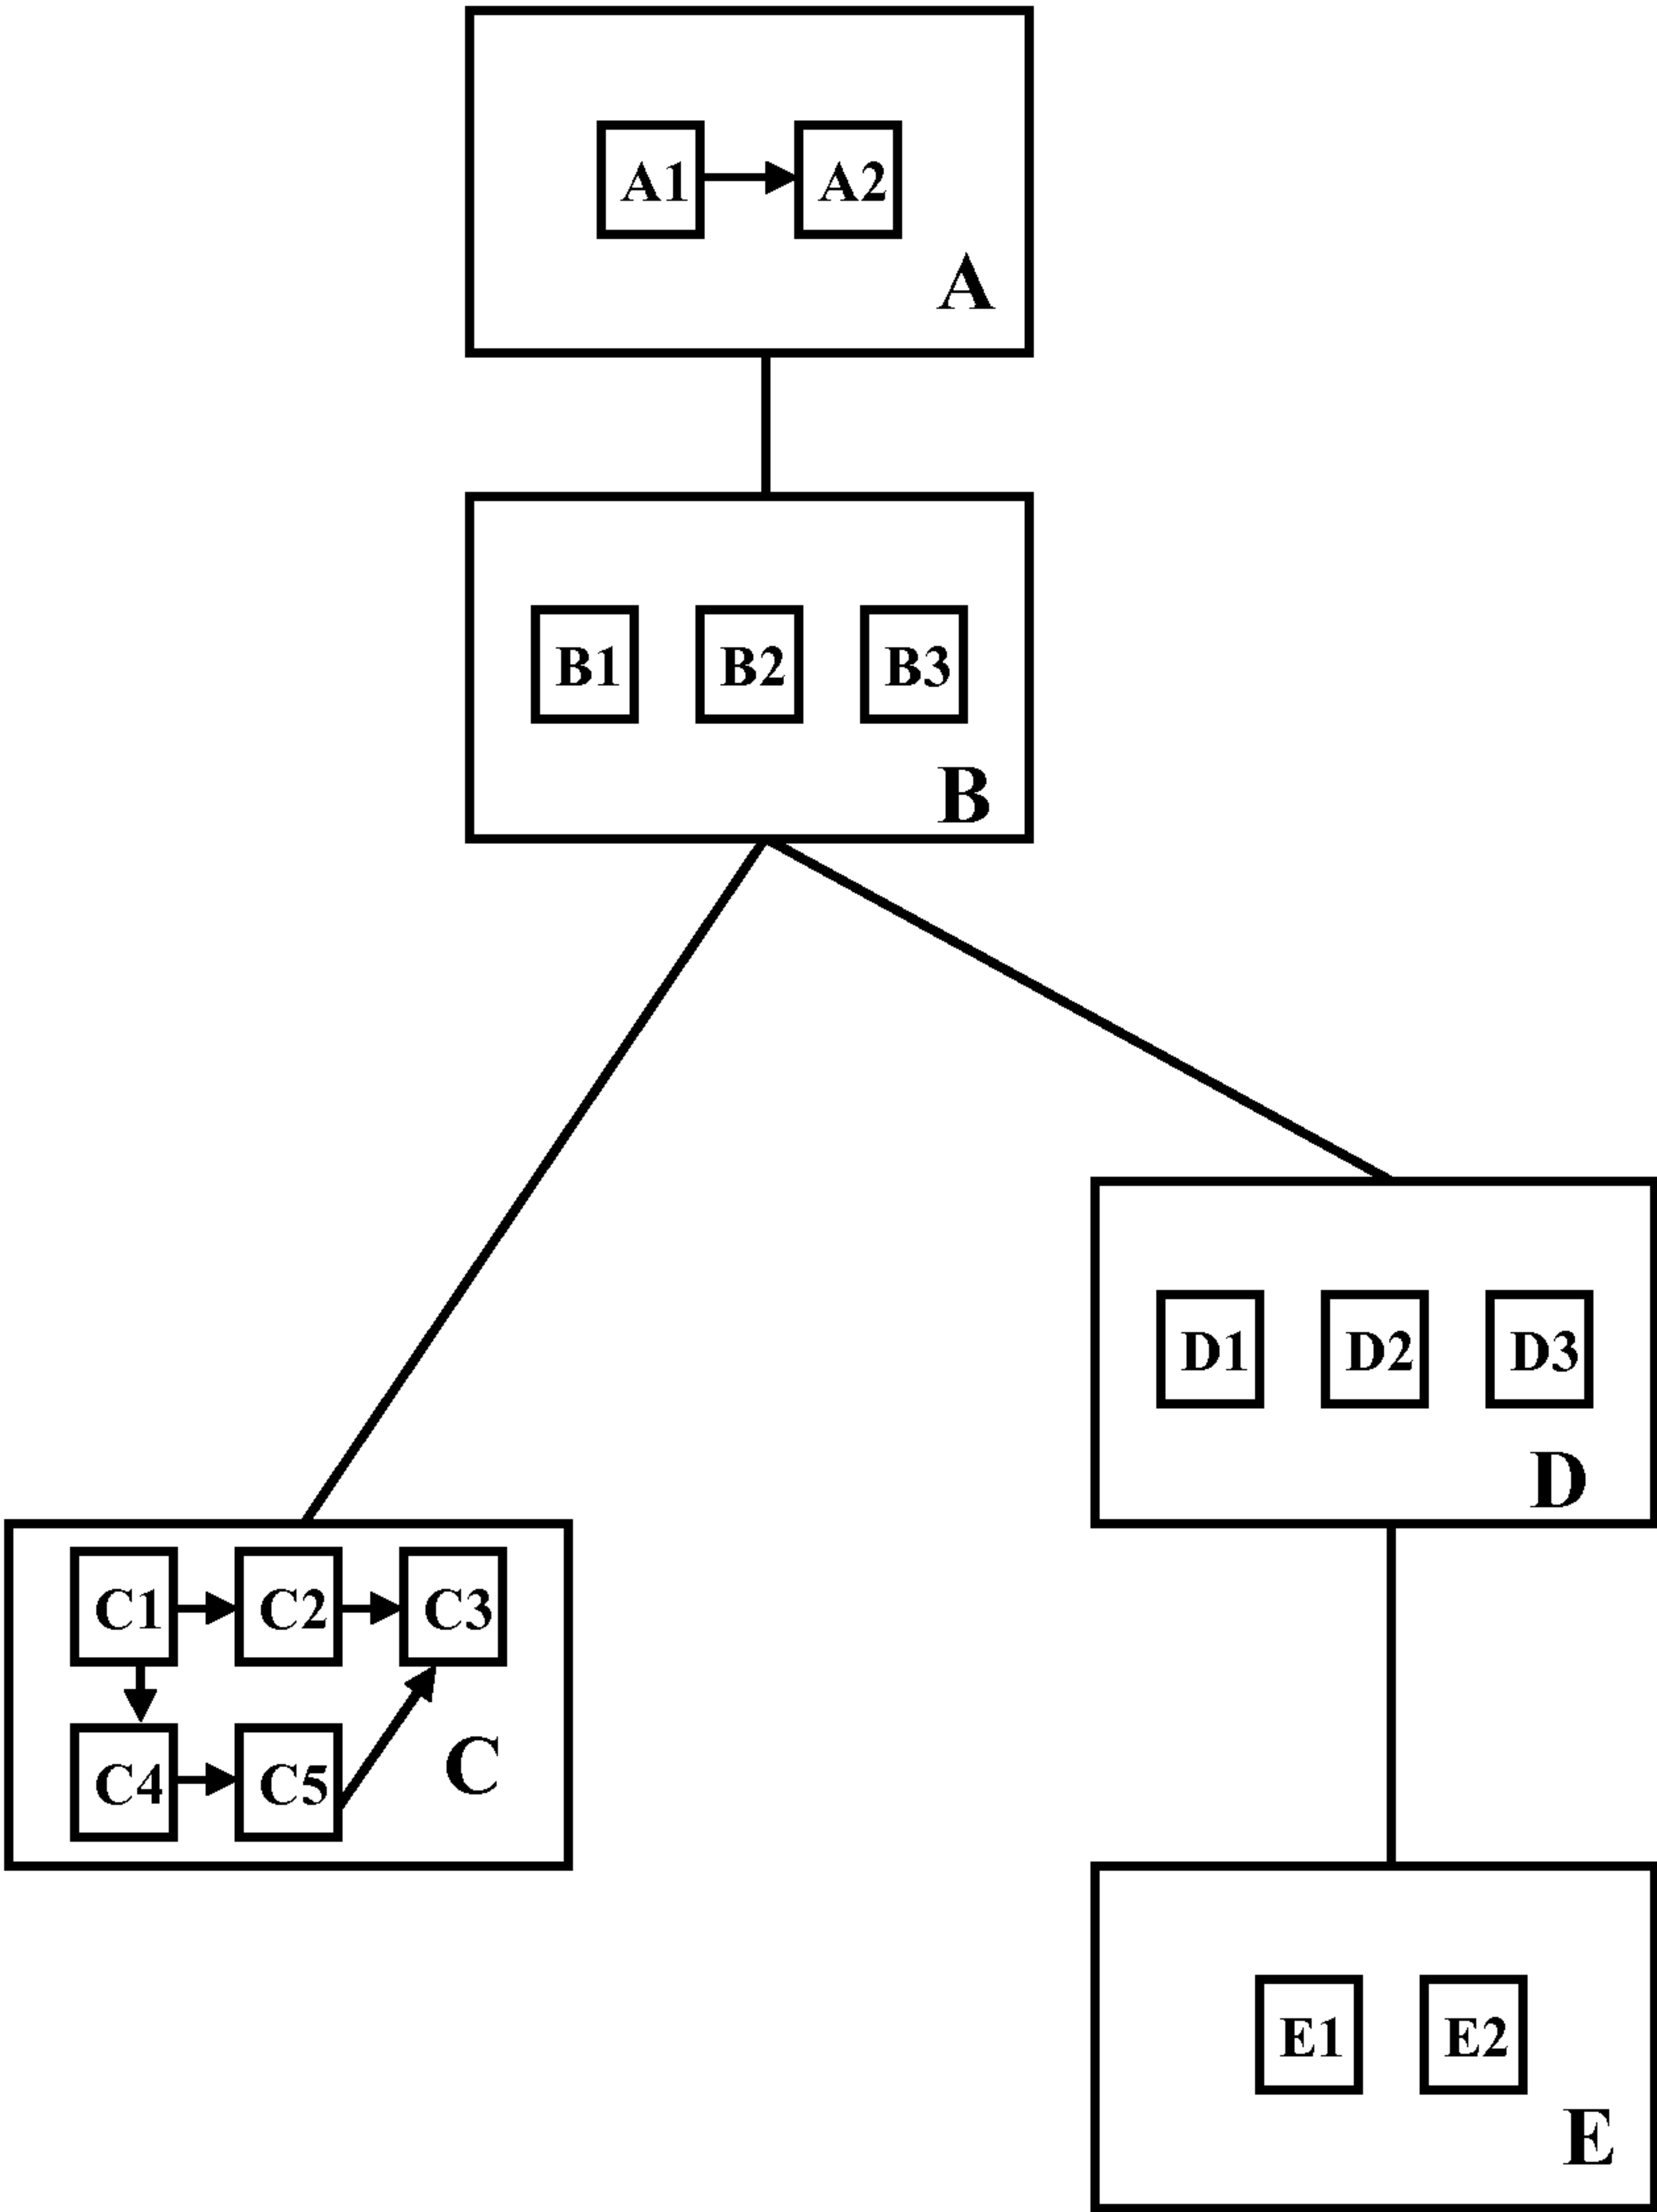 A1 A2
A
B1 B2 B3
B
D1 D2 D3
D
C1 C2 C3
C4 C5
C
E1 E2
E